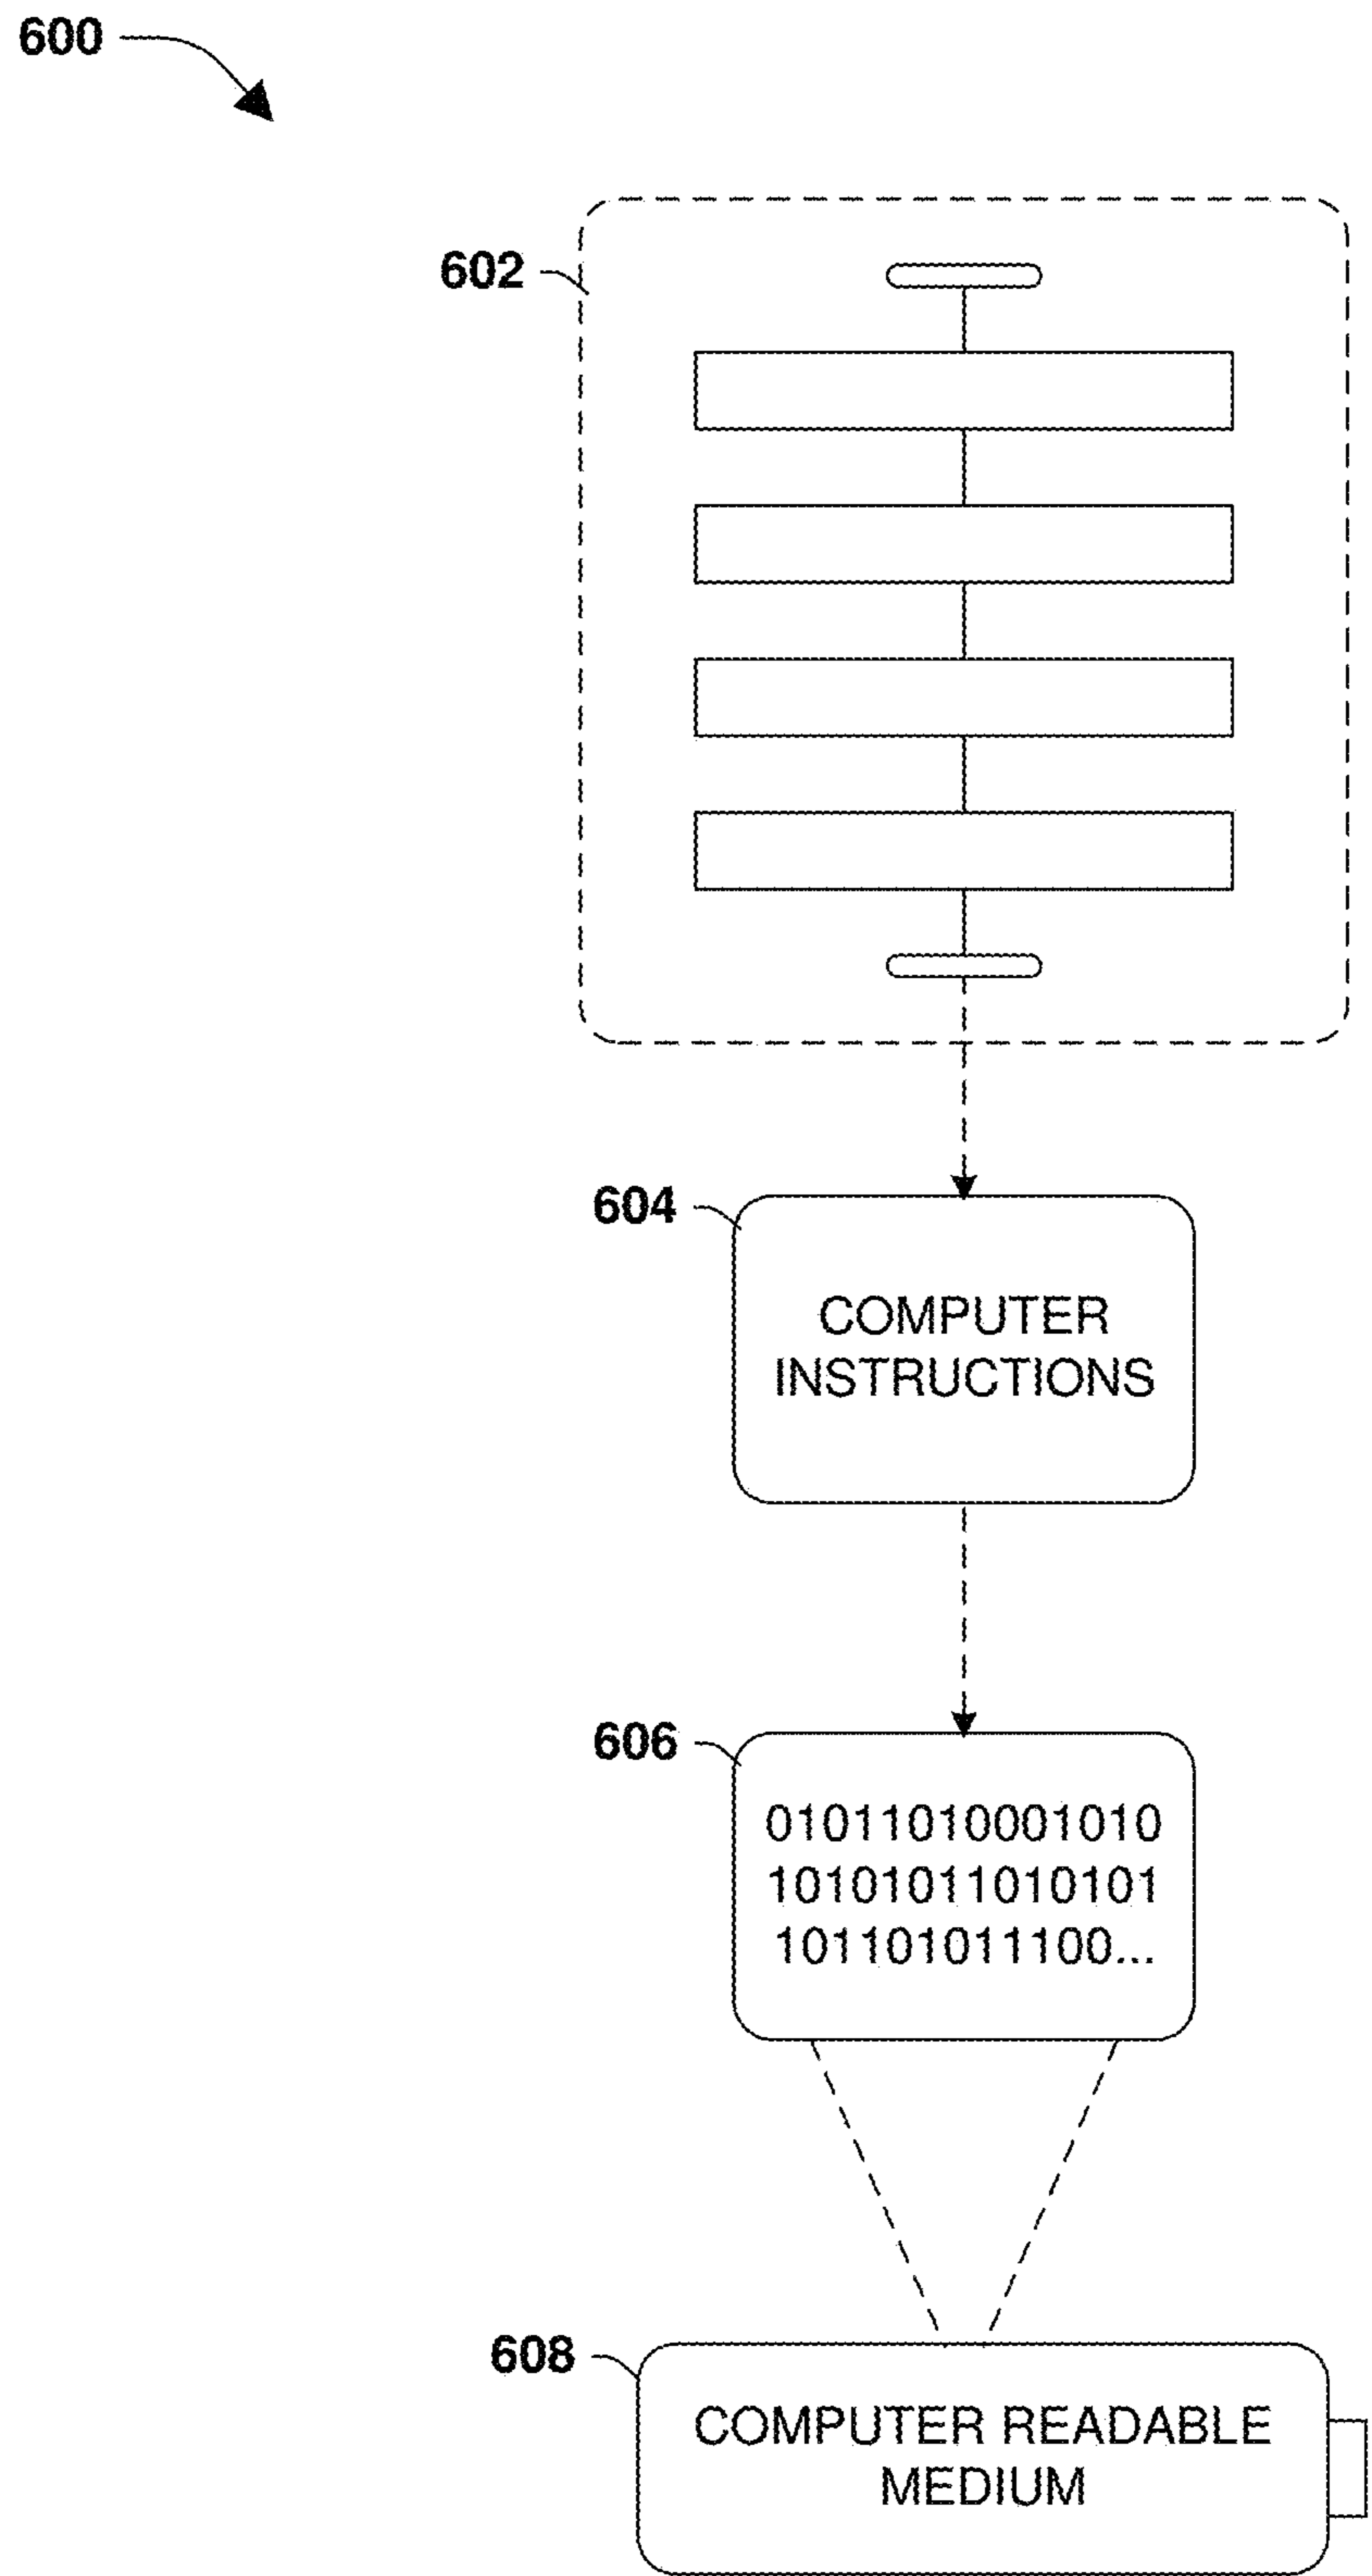 600
602
604
COMPUTER
INSTRUCTIONS
606
01011010001010
10101011010101
101101011100...
608
COMPUTER READABLE
MEDIUM